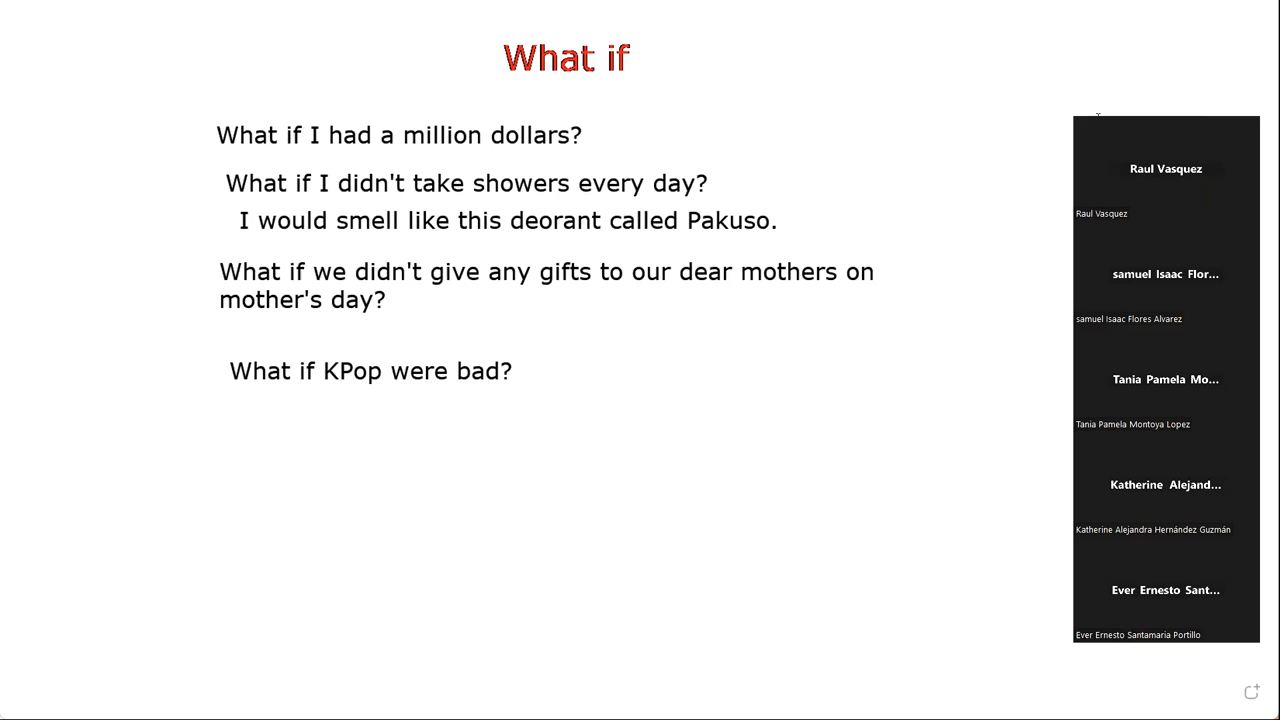 What if
What if I had a million dollars?
What if I didn't take showers every day?
I would smell like this deorant called Pakuso.
What if we didn't give any gifts to our dear mothers on
mother's day?
What if KPop were bad?
Raul Vasquez
Raul Vasquez
samuel Isaac Flor...
samuel Isaac Flores Alvarez
Tania Pamela Mo...
Tania Pamela Montoya Lopez
Katherine Alejand...
Katherine Alejandra Hernández Guzmán
Ever Ernesto Sant...
Ever Ernesto Santamaria Portillo